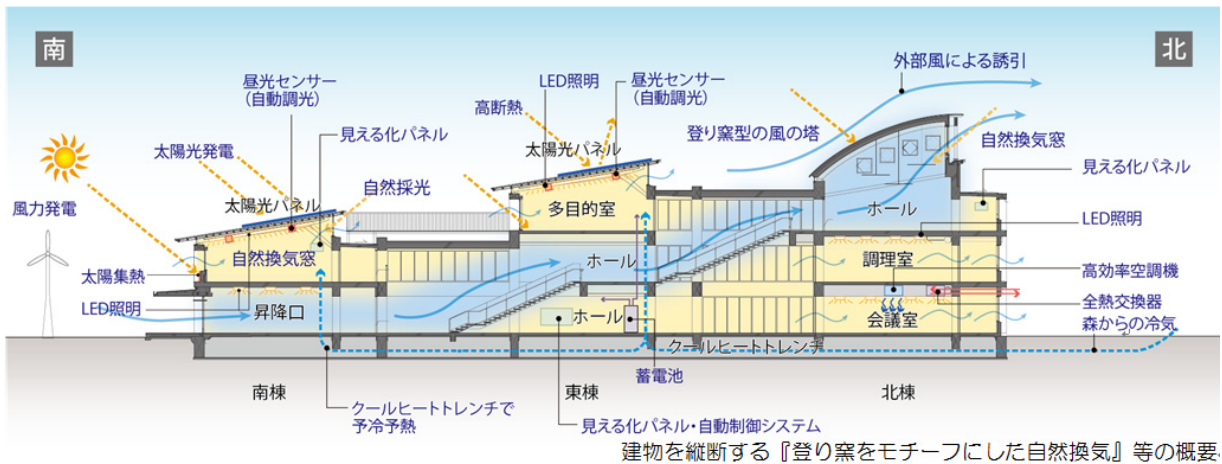 南
北
外部風による誘引
昼光センサー
(自動調光)
LED照明
昼光センサー
(自動調光)
高断熱
登り窯型の風の塔
自然換気窓
見える化パネル
太陽光発電
太陽光パネル
見える化パネル
自然採光
多目的室
風力発電
太陽光パネル
ホール
LED照明
自然換気窓
ホール
調理室
太陽集熱
高効率空調機
LED照明
昇降口
ホール
会議室
全熱交換器
森からの冷気
クールヒートトレンチ
蓄電池
南棟
東棟
北棟
クールヒートトレンチで
予冷予熱
見える化パネル・自動制御システム
建物を縦断する『登り窯をモチーフにした自然換気』等の概要